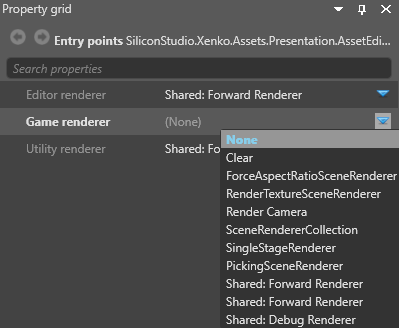 Property grid
Entry points SiliconStudio.Xenko.Assets.Presentation.AssetEdi...
Search properties
Editor renderer Shared: Forward Renderer
Game renderer (None)
Utility renderer Shared: Fo
None
Clear
ForceAspectRatioSceneRenderer
RenderTextureSceneRenderer
Render Camera
SceneRendererCollection
SingleStageRenderer
PickingSceneRenderer
Shared: Forward Renderer
Shared: Forward Renderer
Shared: Debug Renderer